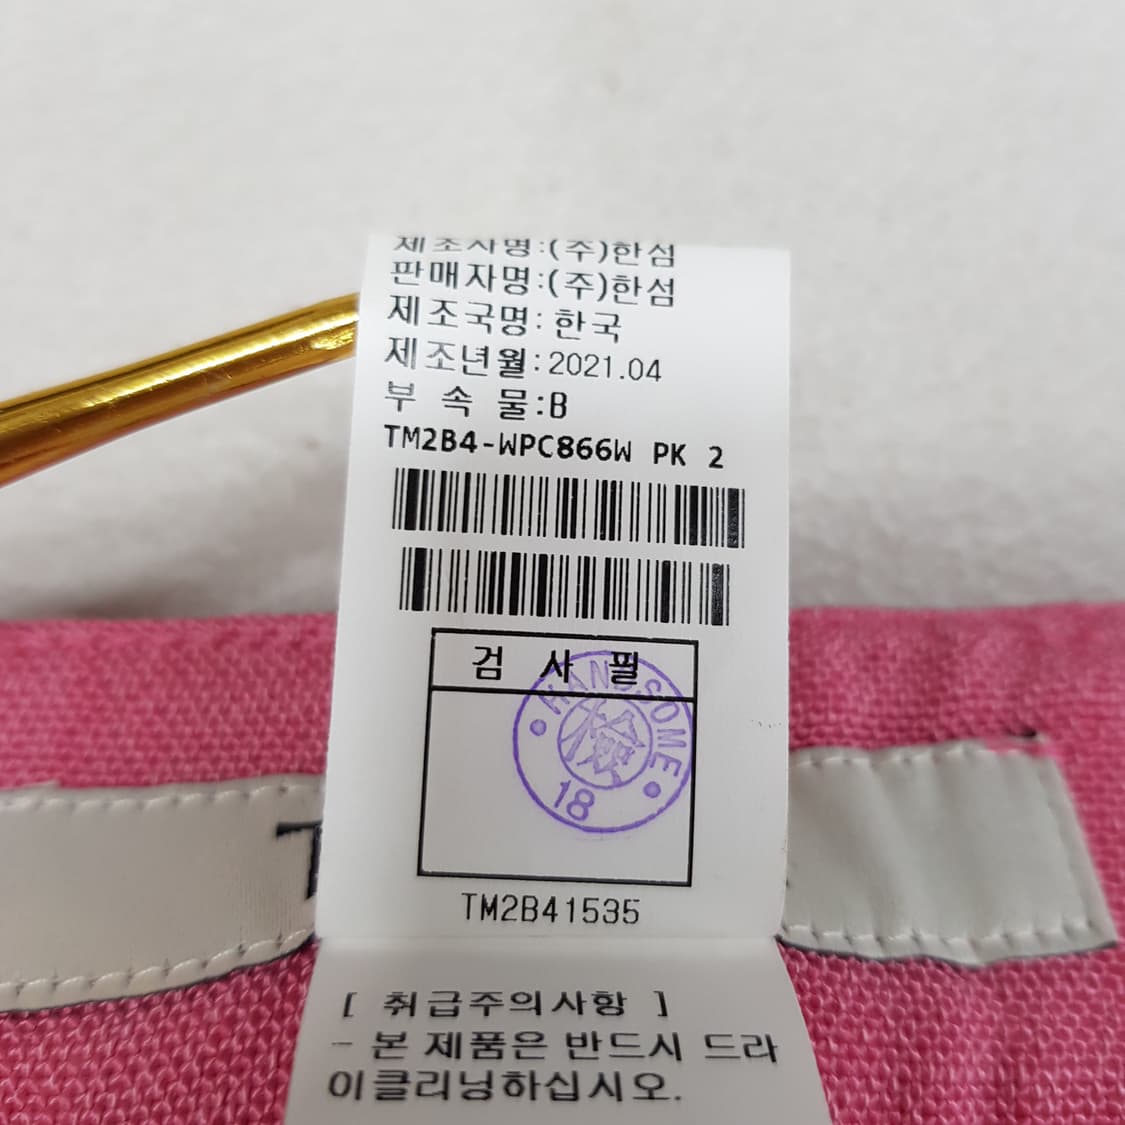 제조자명:(주)한섬
판매자명:(주)한섬
제조국명: 한국
제조년월:2021.04
부 속 물:B
TM2B4-WPC866W PK 2
검 사 필
HANDSOME
檢
18
TM2B41535
[ 취급주의사항 ]
- 본 제품은 반드시 드라
이클리닝하십시오.